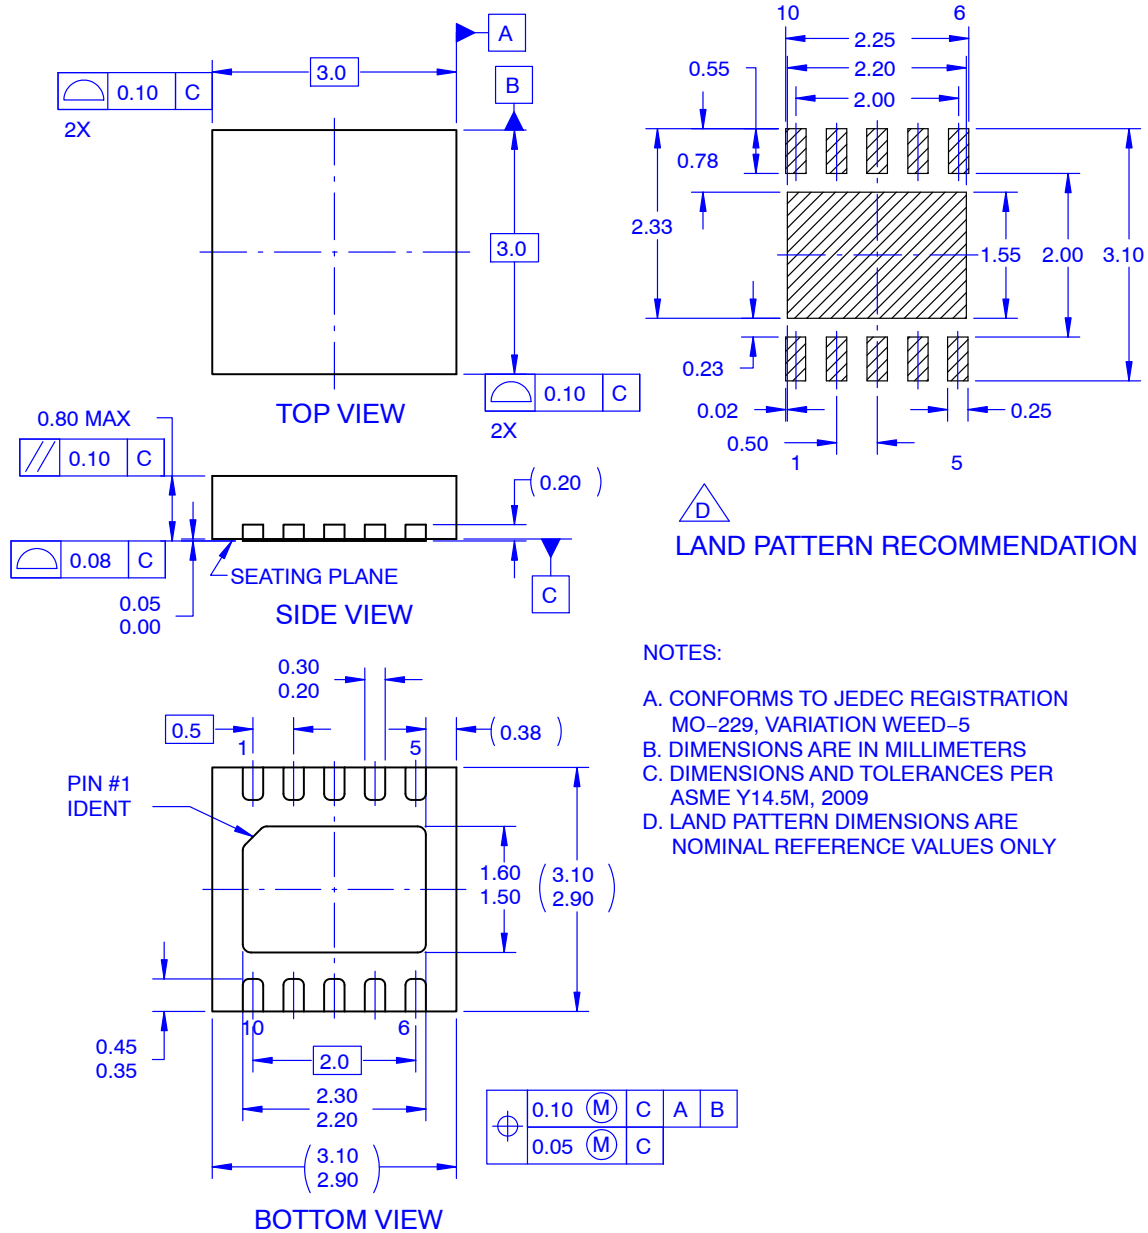 A
3.0
0.10 C
2X
B
3.0
TOP VIEW
0.10 C
2X
10 6
2.25
2.20
2.00
0.55
0.78
2.33
1.55 2.00 3.10
0.23
0.02 0.25
0.50
1 5
D
LAND PATTERN RECOMMENDATION
0.80 MAX
// 0.10 C
(0.20)
0.08 C
SEATING PLANE
C
0.05
0.00
SIDE VIEW
0.30
0.20
0.5 1 5 (0.38)
PIN #1
IDENT
1.60
1.50
(3.10
2.90)
10 6
0.45
0.35
2.0
2.30
2.20
(3.10
2.90)
0.10 M C A B
0.05 M C
BOTTOM VIEW
NOTES:
A. CONFORMS TO JEDEC REGISTRATION
MO−229, VARIATION WEED−5
B. DIMENSIONS ARE IN MILLIMETERS
C. DIMENSIONS AND TOLERANCES PER
ASME Y14.5M, 2009
D. LAND PATTERN DIMENSIONS ARE
NOMINAL REFERENCE VALUES ONLY